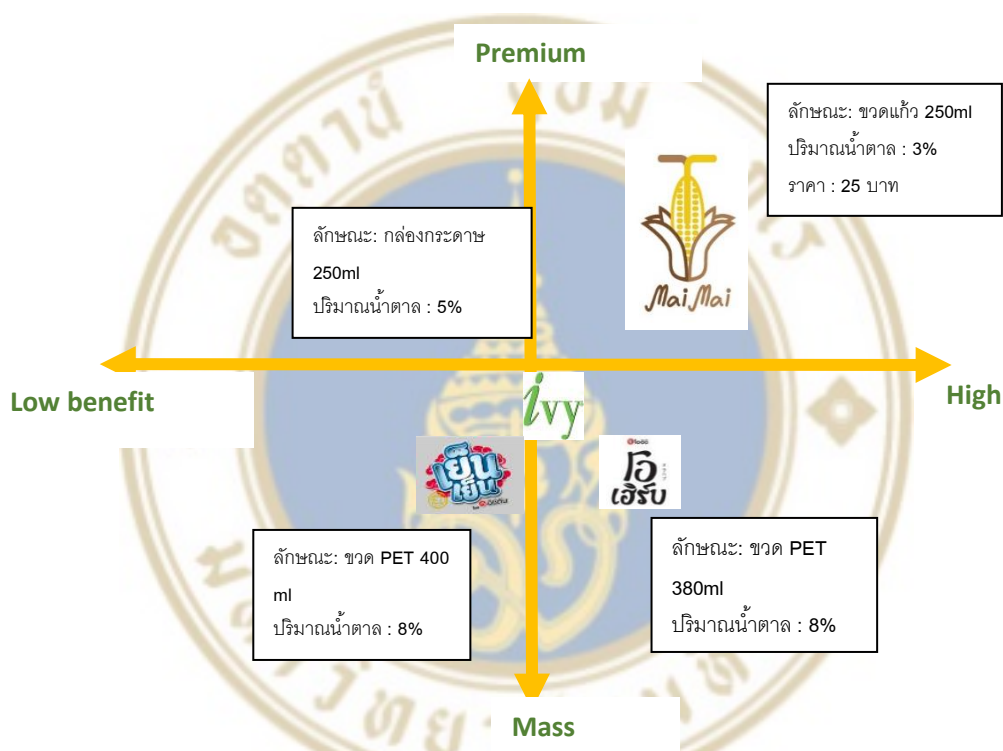 Premium
ลักษณะ: ขวดแก้ว 250ml
ปริมาณน้ำตาล : 3%
ราคา : 25 บาท
Mai Mai
ลักษณะ: กล่องกระดาษ
250ml
ปริมาณน้ำตาล : 5%
Low benefit
High
ivy
เย็น
เย็น
โอ
เฮิร์บ
ลักษณะ: ขวด PET 400
ml
ปริมาณน้ำตาล : 8%
ลักษณะ: ขวด PET
380ml
ปริมาณน้ำตาล : 8%
Mass